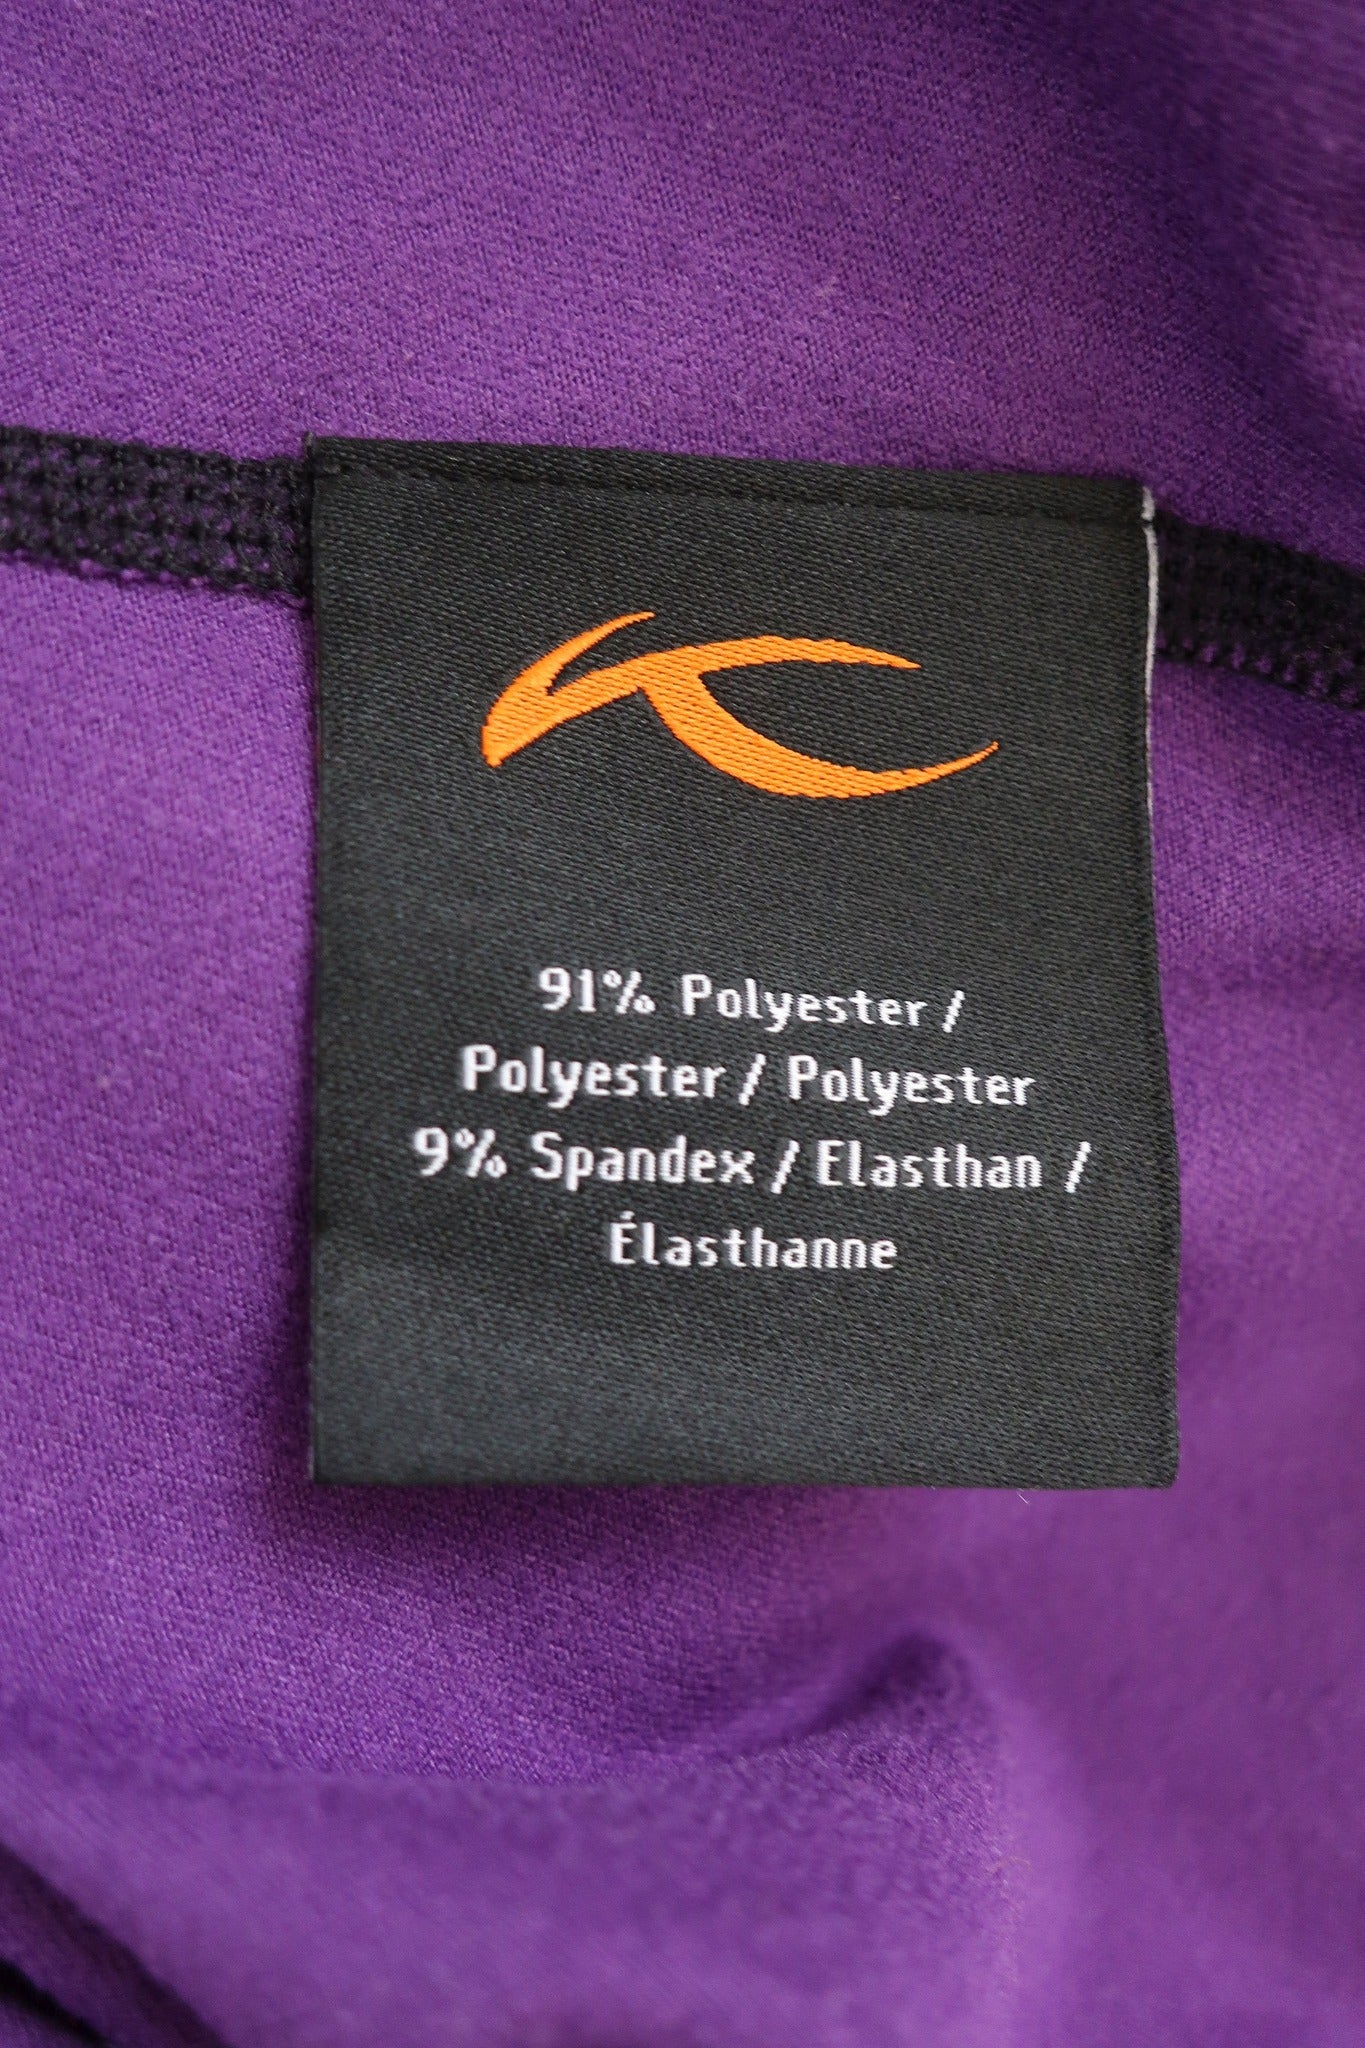 91% Polyester /
Polyester / Polyester
9% Spandex / Elasthan /
Élasthanne